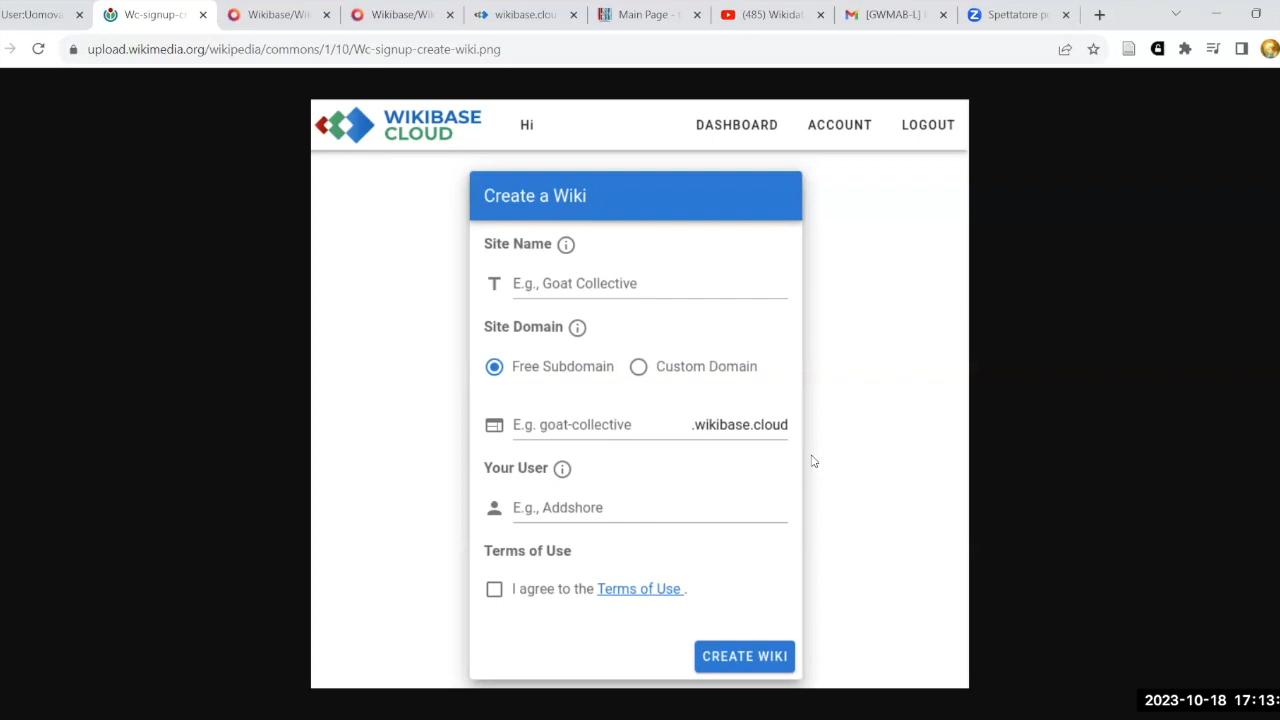 User:Uomova
Wc-signup-c
Wikibase/Wi
Wikibase/Wi
wikibase.clou
Main Page - t
(485) Wikidat
[GWMAB-L] I
Spettatore p
upload.wikimedia.org/wikipedia/commons/1/10/Wc-signup-create-wiki.png
WIKIBASE CLOUD
Hi
DASHBOARD
ACCOUNT
LOGOUT
Create a Wiki
Site Name
E.g., Goat Collective
Site Domain
Free Subdomain
Custom Domain
E.g. goat-collective
.wikibase.cloud
Your User
E.g., Addshore
Terms of Use
I agree to the Terms of Use .
CREATE WIKI
2023-10-18 17:13: